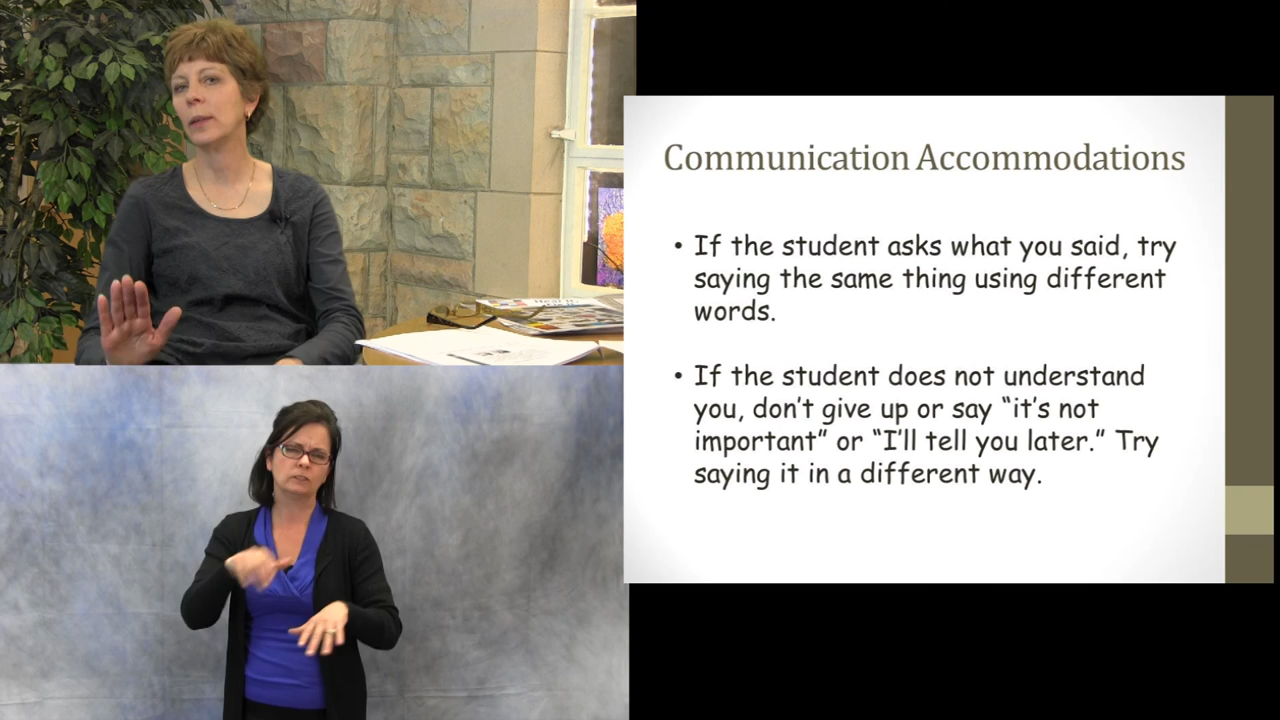 Communication Accommodations
• If the student asks what you said, try
saying the same thing using different
words.
• If the student does not understand
you, don't give up or say “it's not
important” or “I'll tell you later.” Try
saying it in a different way.